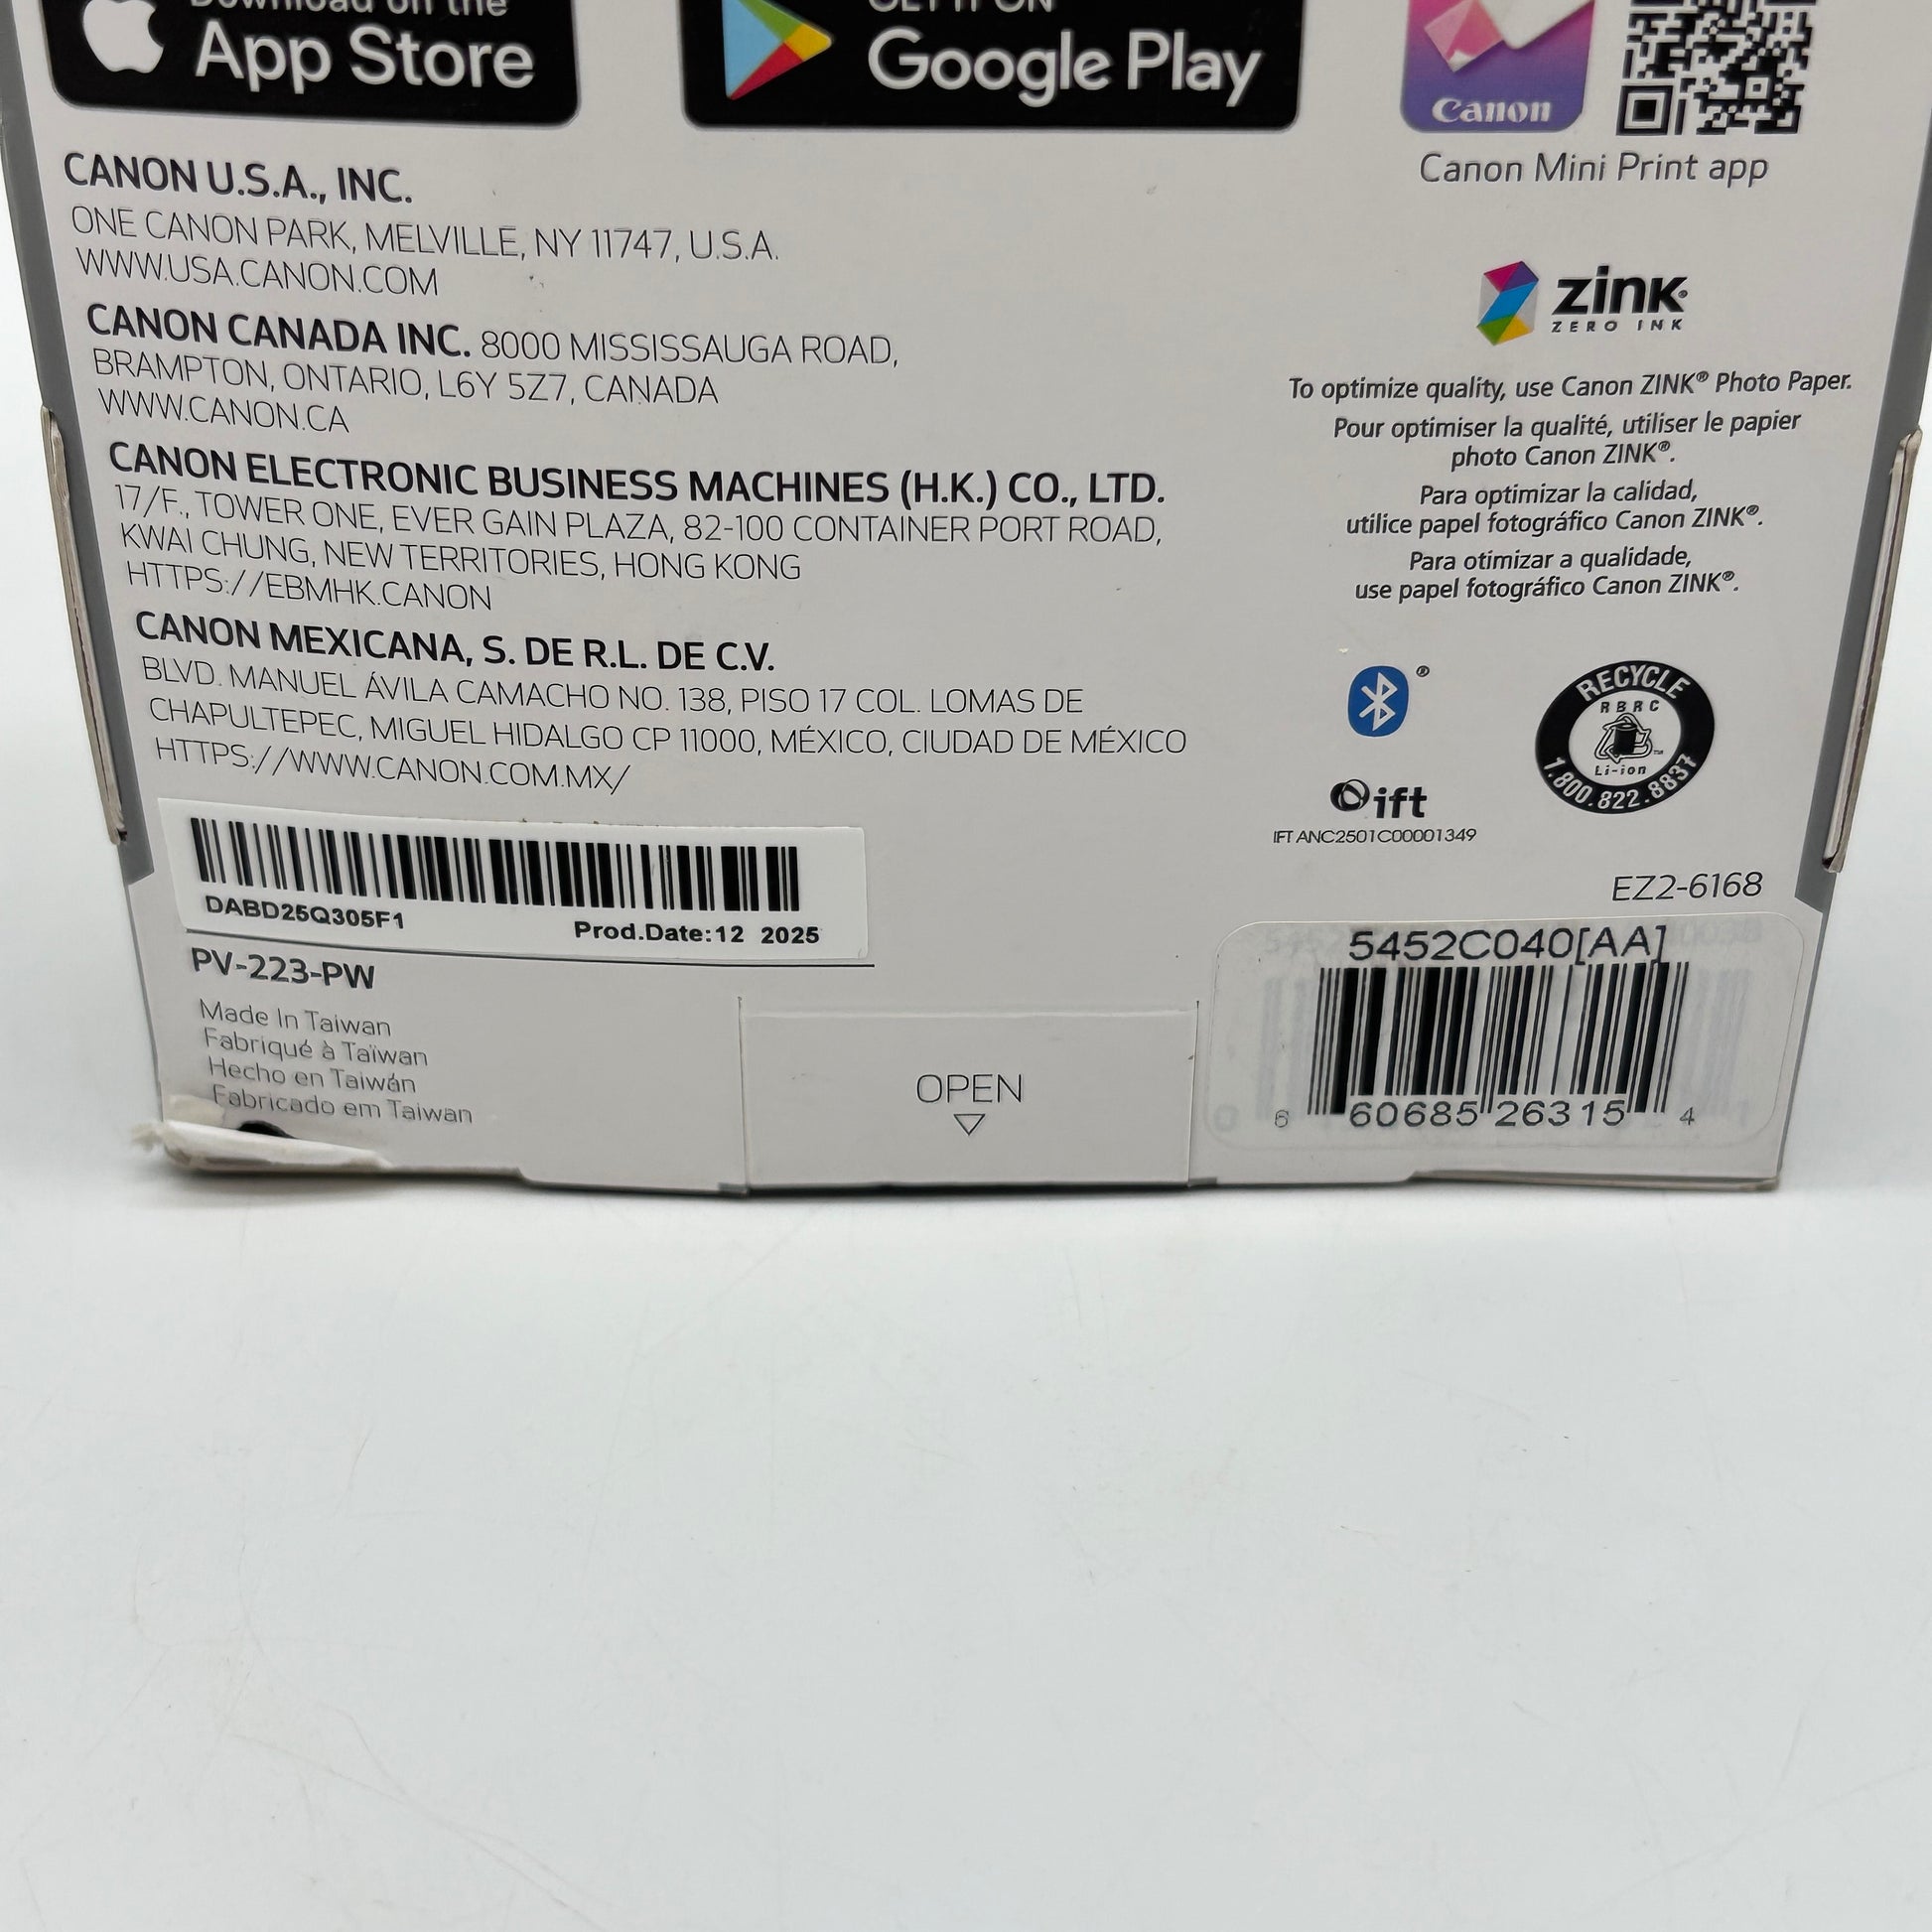 Download on the
App Store
GET IT ON
Google Play
Canon
Canon Mini Print app
CANON U.S.A., INC.
ONE CANON PARK, MELVILLE, NY 11747, U.S.A.
WWW.USA.CANON.COM
CANON CANADA INC. 8000 MISSISSAUGA ROAD,
BRAMPTON, ONTARIO, L6Y 5Z7, CANADA
WWW.CANON.CA
CANON ELECTRONIC BUSINESS MACHINES (H.K.) CO., LTD.
17/F., TOWER ONE, EVER GAIN PLAZA, 82-100 CONTAINER PORT ROAD,
KWAI CHUNG, NEW TERRITORIES, HONG KONG
HTTPS://EBMHK.CANON
CANON MEXICANA, S. DE R.L. DE C.V.
BLVD. MANUEL ÁVILA CAMACHO NO. 138, PISO 17 COL. LOMAS DE
CHAPULTEPEC, MIGUEL HIDALGO CP 11000, MÉXICO, CIUDAD DE MÉXICO
HTTPS://WWW.CANON.COM.MX/
zink®
ZERO INK
To optimize quality, use Canon ZINK® Photo Paper.
Pour optimiser la qualité, utiliser le papier
photo Canon ZINK®.
Para optimizar la calidad,
utilice papel fotográfico Canon ZINK®.
Para otimizar a qualidade,
use papel fotográfico Canon ZINK®.
®
RECYCLE
RBRC
TM
Li-ion
1.800.822.8837
ift
IFT ANC2501C00001349
EZ2-6168
DABD25Q305F1
Prod.Date:12 2025
PV-223-PW
Made In Taiwan
Fabriqué à Taïwan
Hecho en Taiwán
Fabricado em Taiwan
OPEN
5452C040[AA]
6 60685 26315 4